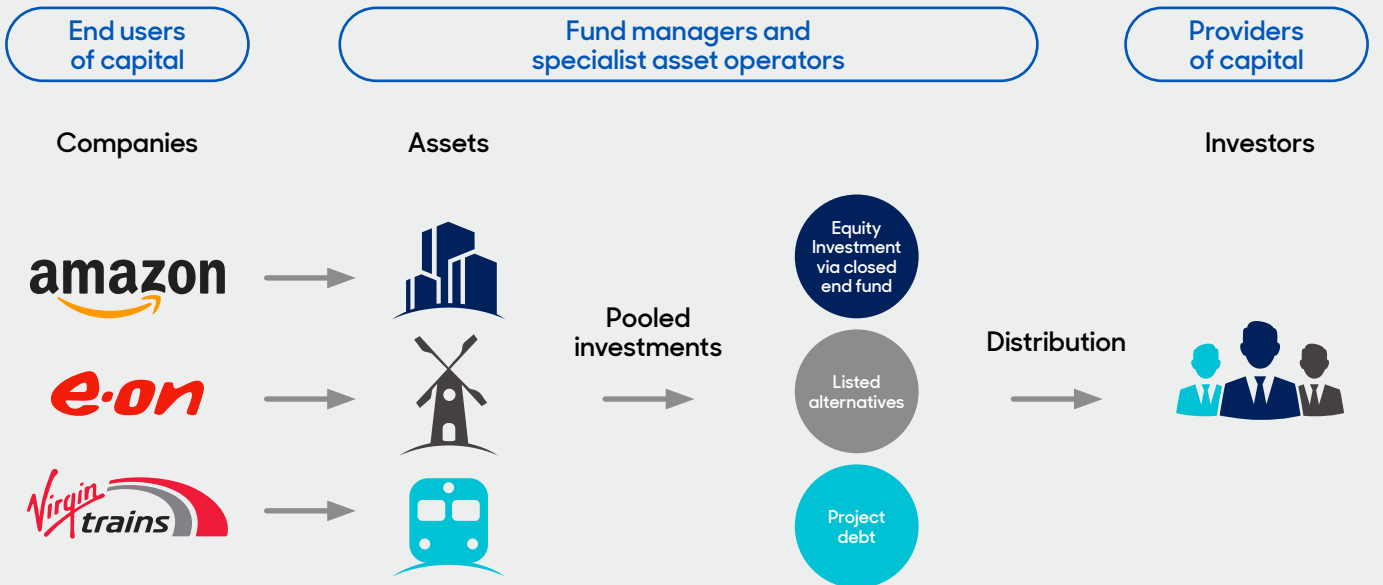 End users
of capital
Fund managers and
specialist asset operators
Providers
of capital
Companies
Assets
Investors
amazon
e·on
Virgin
trains
Pooled
investments
Equity
Investment
via closed
end fund
Listed
alternatives
Project
debt
Distribution